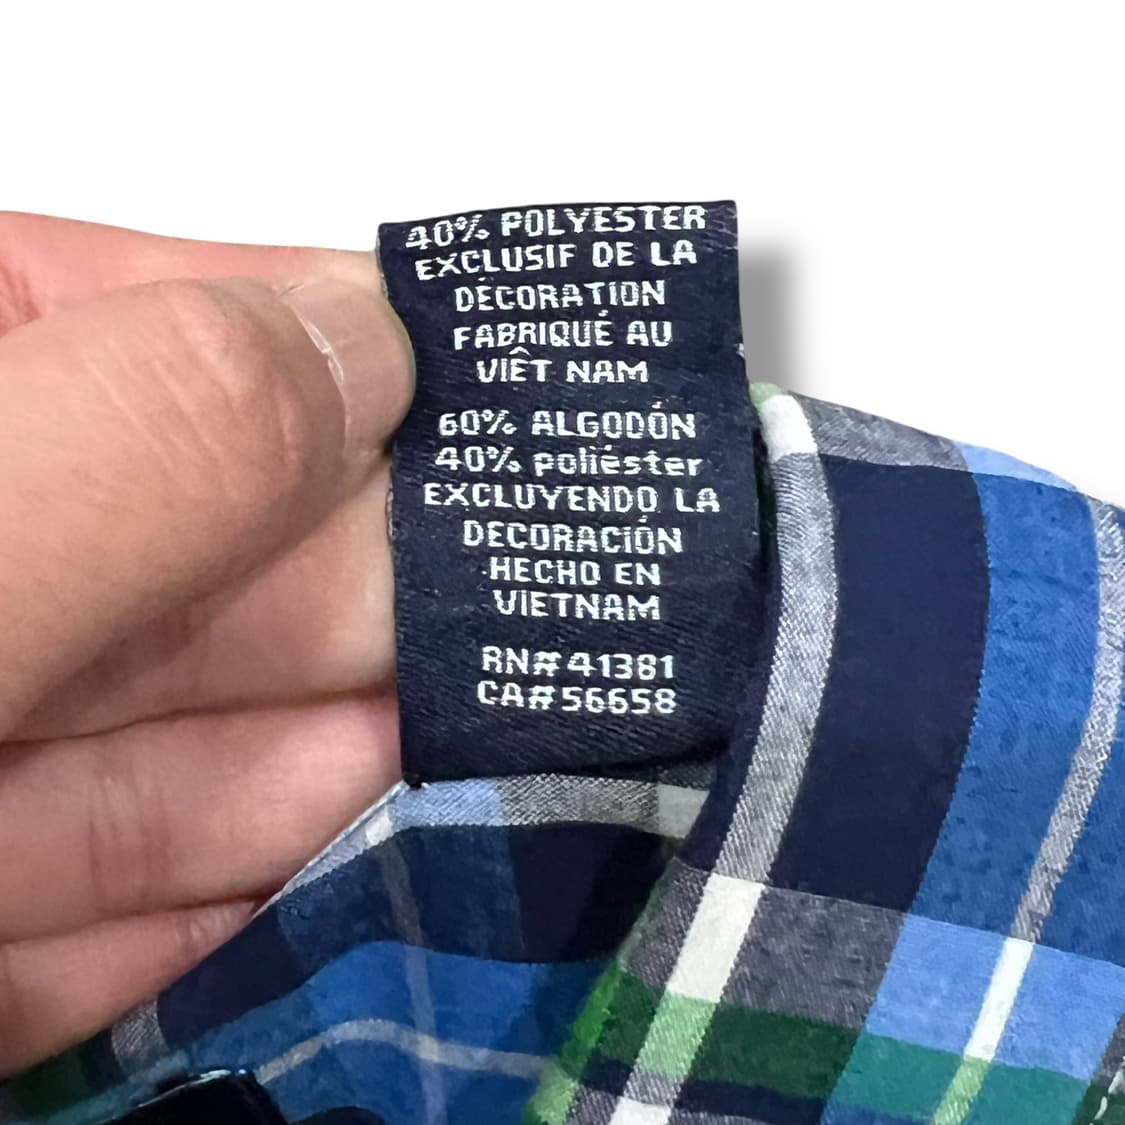 40% POLYESTER
EXCLUSIF DE LA
DÉCORATION
FABRIQUÉ AU
VIÊT NAM
60% ALGODÓN
40% poliéster
EXCLUYENDO LA
DECORACIÓN
HECHO EN
VIETNAM
RN#41381
CA#56658